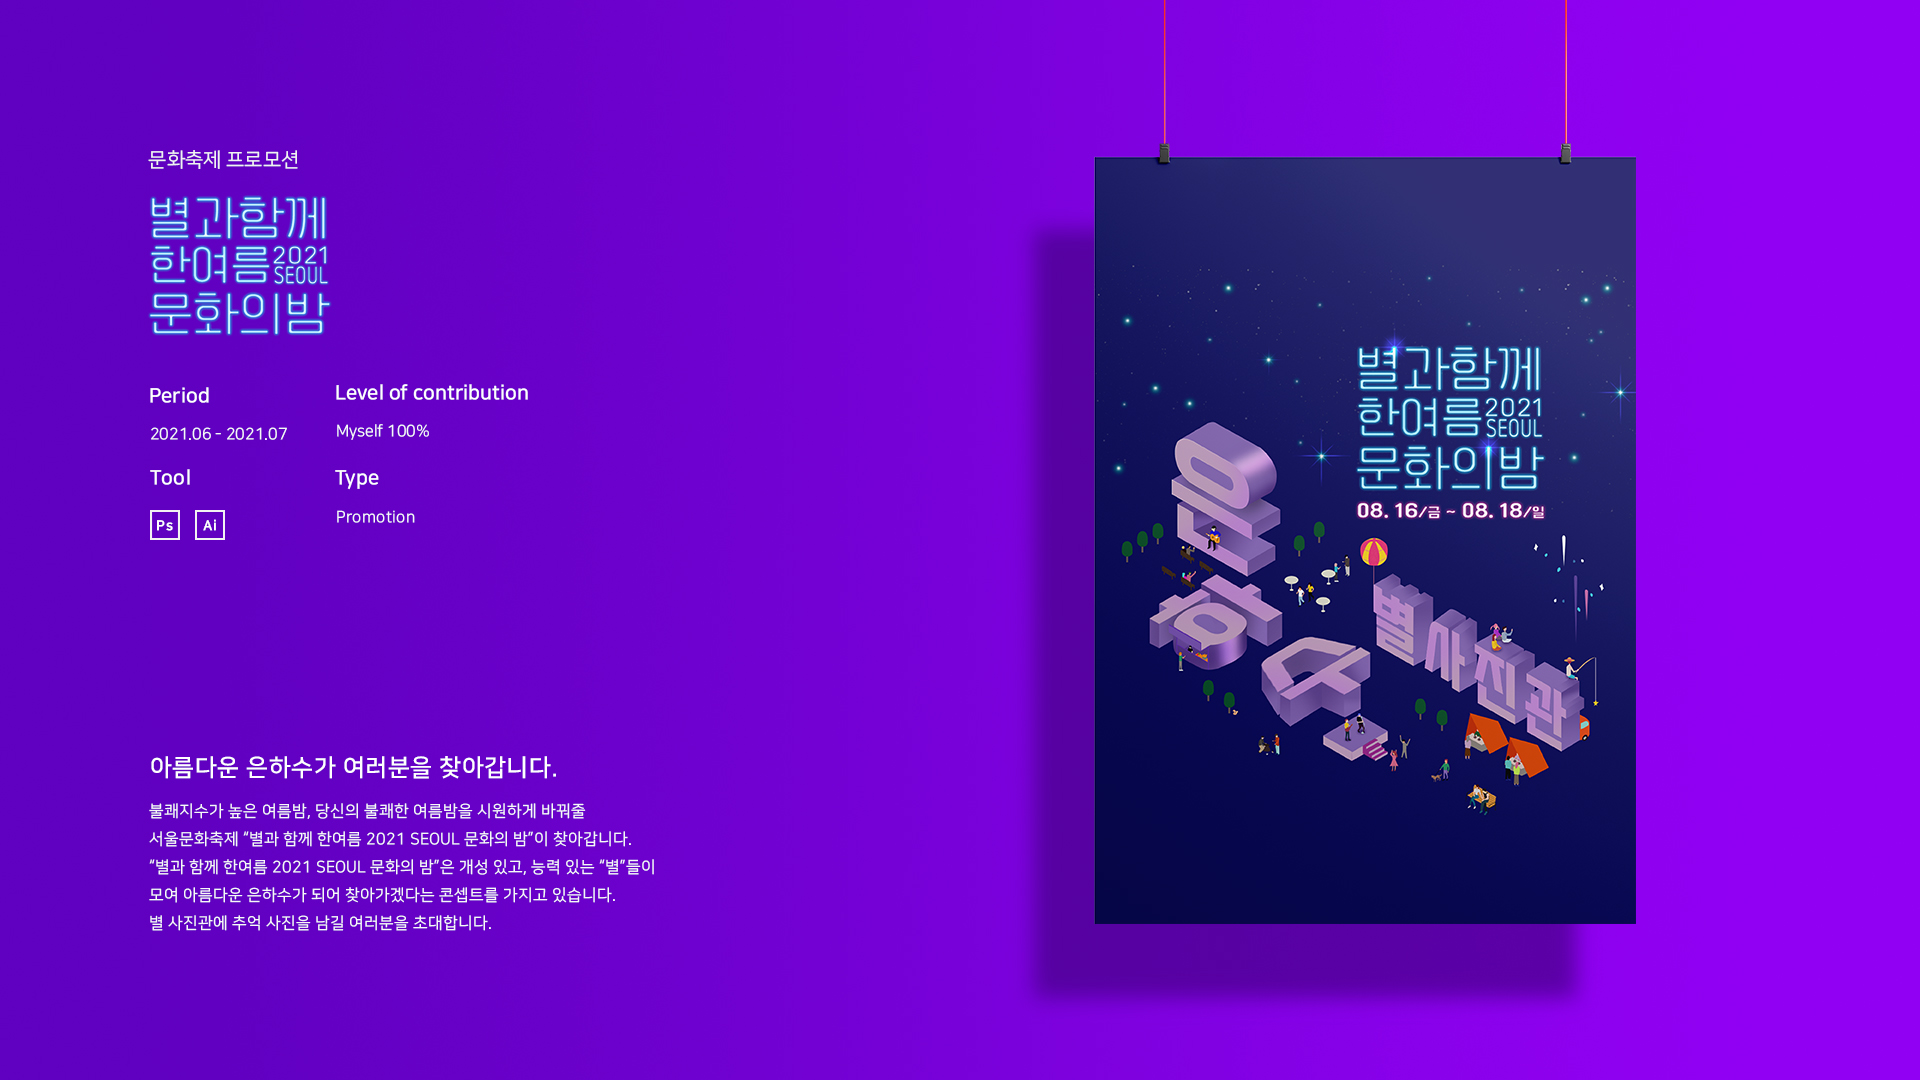 문화축제 프로모션
별과함께
한여름 2021 SEOUL
문화의밤
Period
2021.06 - 2021.07
Level of contribution
Myself 100%
Tool
Ps Ai
Type
Promotion
아름다운 은하수가 여러분을 찾아갑니다.
불쾌지수가 높은 여름밤, 당신의 불쾌한 여름밤을 시원하게 바꿔줄
서울문화축제 “별과 함께 한여름 2021 SEOUL 문화의 밤”이 찾아갑니다.
“별과 함께 한여름 2021 SEOUL 문화의 밤”은 개성 있고, 능력 있는 “별”들이
모여 아름다운 은하수가 되어 찾아가겠다는 콘셉트를 가지고 있습니다.
별 사진관에 추억 사진을 남길 여러분을 초대합니다.
별과함께
한여름 2021 SEOUL
문화의밤
08. 16/금 ~ 08. 18/일
은하수
별사진관